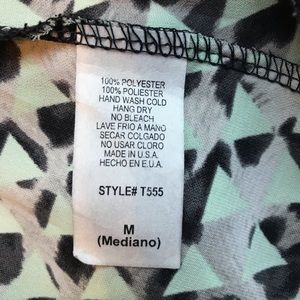 100% POLYESTER
100% POLIESTER
HAND WASH COLD
HANG DRY
NO BLEACH
LAVE FRIO A MANO
SECAR COLGADO
NO USAR CLORO
MADE IN U.S.A.
HECHO EN E.U.A.
STYLE# T555
M
(Mediano)